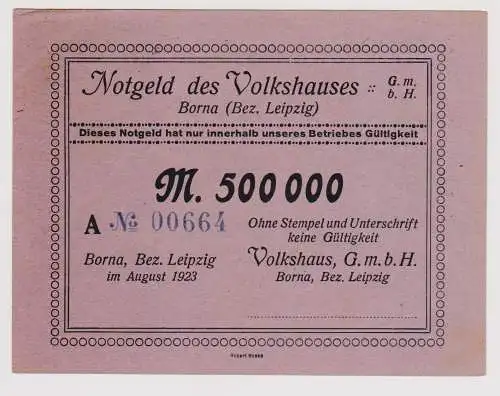 Notgeld des Volkshauses :: G. m. b. H.
Borna (Bez. Leipzig)
Dieses Notgeld hat nur innerhalb unseres Betriebes Gültigkeit
M. 500 000
A № 00664
Ohne Stempel und Unterschrift
keine Gültigkeit
Borna, Bez. Leipzig
im August 1923
Volkshaus, G. m. b. H.
Borna, Bez. Leipzig